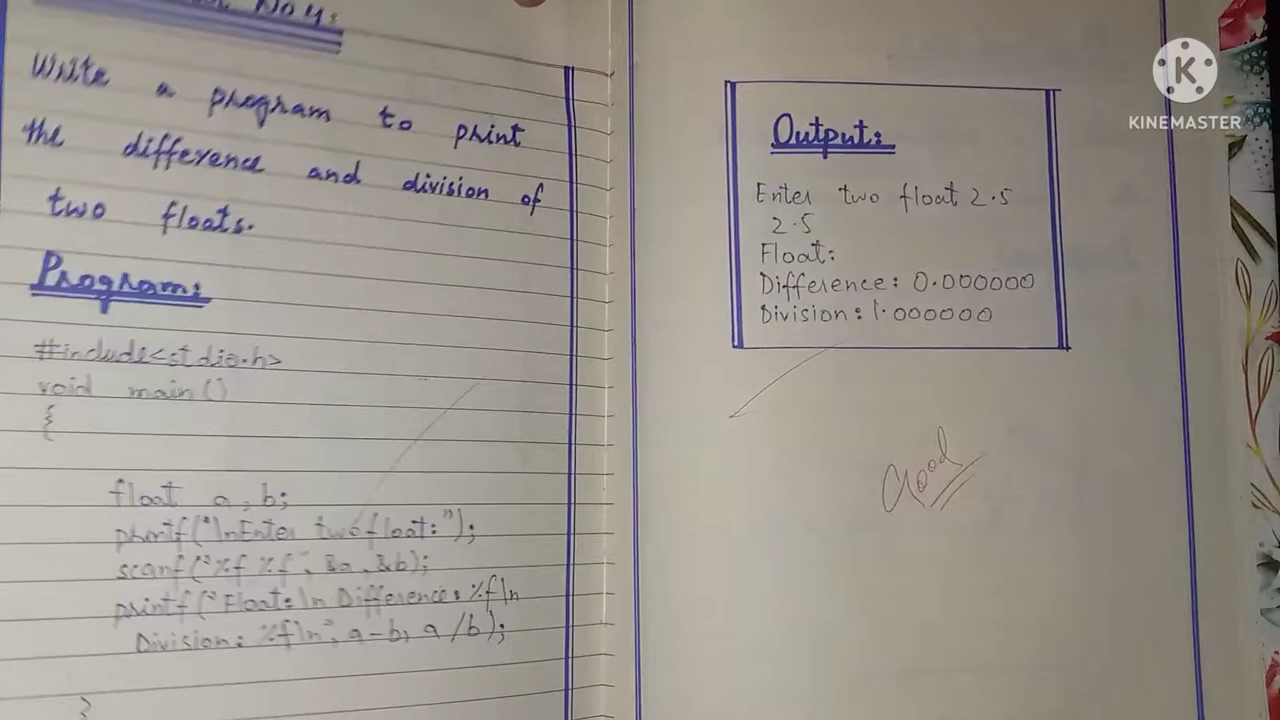 No 4:
Write a program to print
the difference and division of
two floats.
Program:
#include<stdio.h>
void main()
{
float a, b;
printf("\nEnter two float:");
scanf("%f %f", &a, &b);
printf("Float:\n Difference: %f\n
Division: %f\n", a-b, a/b);
}
Output:
Enter two float 2.5
2.5
Float:
Difference: 0.000000
Division: 1.000000
Good
KINEMASTER